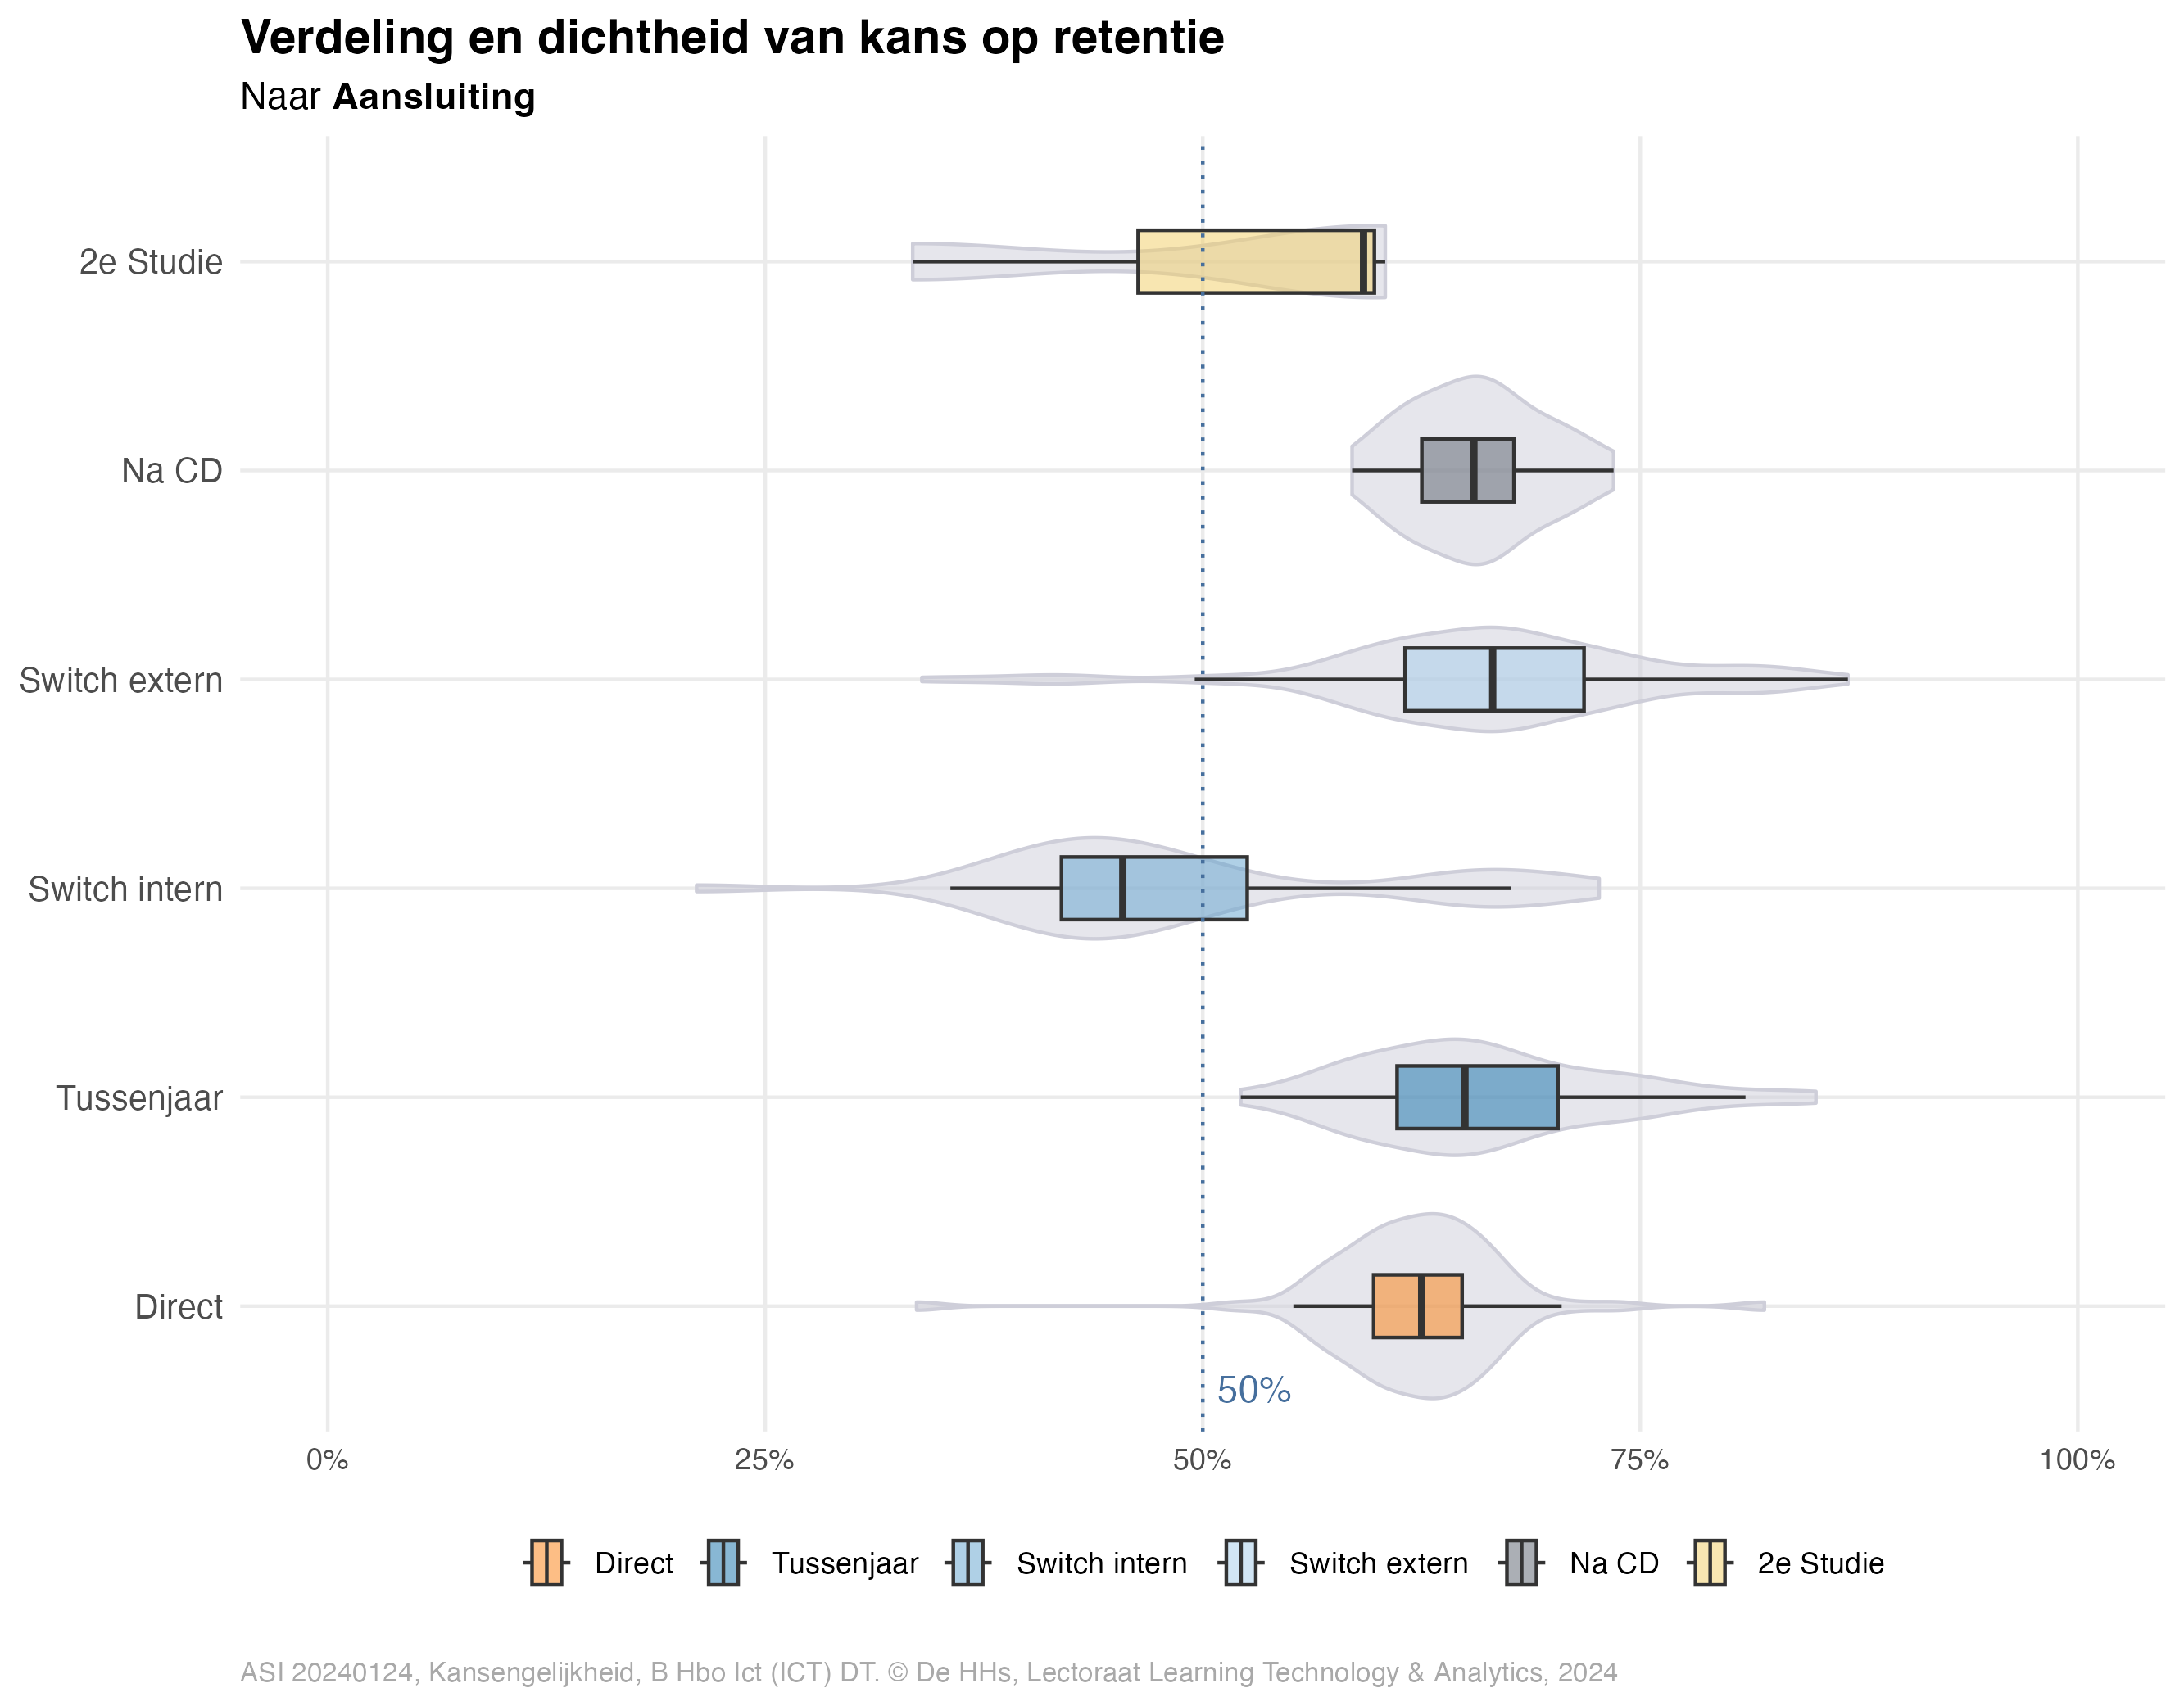 Verdeling en dichtheid van kans op retentie
Naar Aansluiting
2e Studie
Na CD
Switch extern
Switch intern
Tussenjaar
Direct
50%
0% 25% 50% 75% 100%
Direct Tussenjaar Switch intern Switch extern Na CD 2e Studie
ASI 20240124, Kansengelijkheid, B Hbo Ict (ICT) DT. © De HHs, Lectoraat Learning Technology & Analytics, 2024